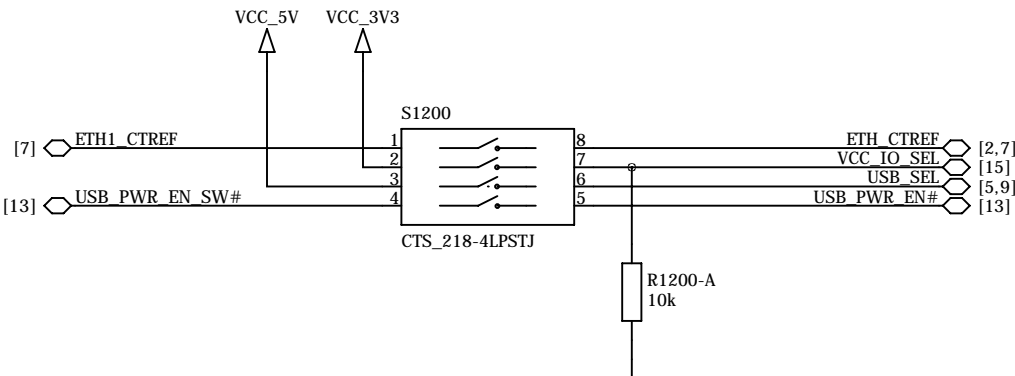 VCC_5V VCC_3V3
S1200
[7] ETH1_CTREF 1 8 ETH_CTREF [2,7]
2 7 VCC_IO_SEL [15]
3 6 USB_SEL [5,9]
[13] USB_PWR_EN_SW# 4 5 USB_PWR_EN# [13]
CTS_218-4LPSTJ
R1200-A
10k